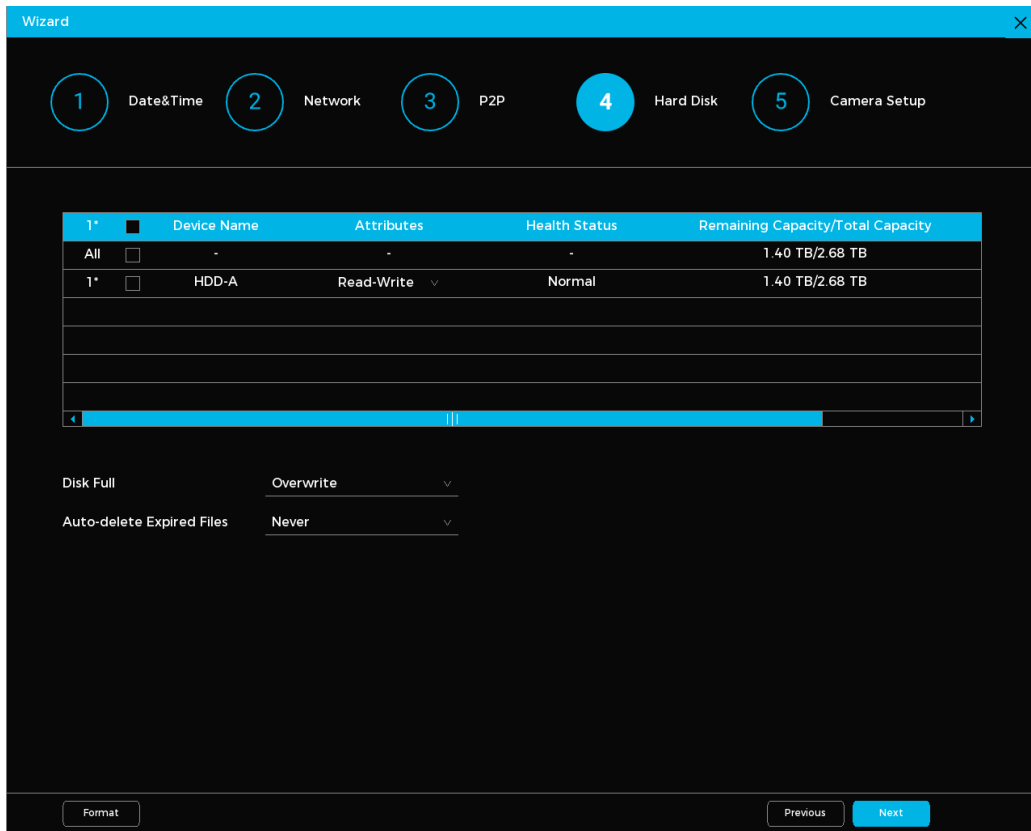 Wizard
1 Date&Time 2 Network 3 P2P 4 Hard Disk 5 Camera Setup
1* Device Name Attributes Health Status Remaining Capacity/Total Capacity
All - - - 1.40 TB/2.68 TB
1* HDD-A Read-Write Normal 1.40 TB/2.68 TB
Disk Full Overwrite
Auto-delete Expired Files Never
Format Previous Next